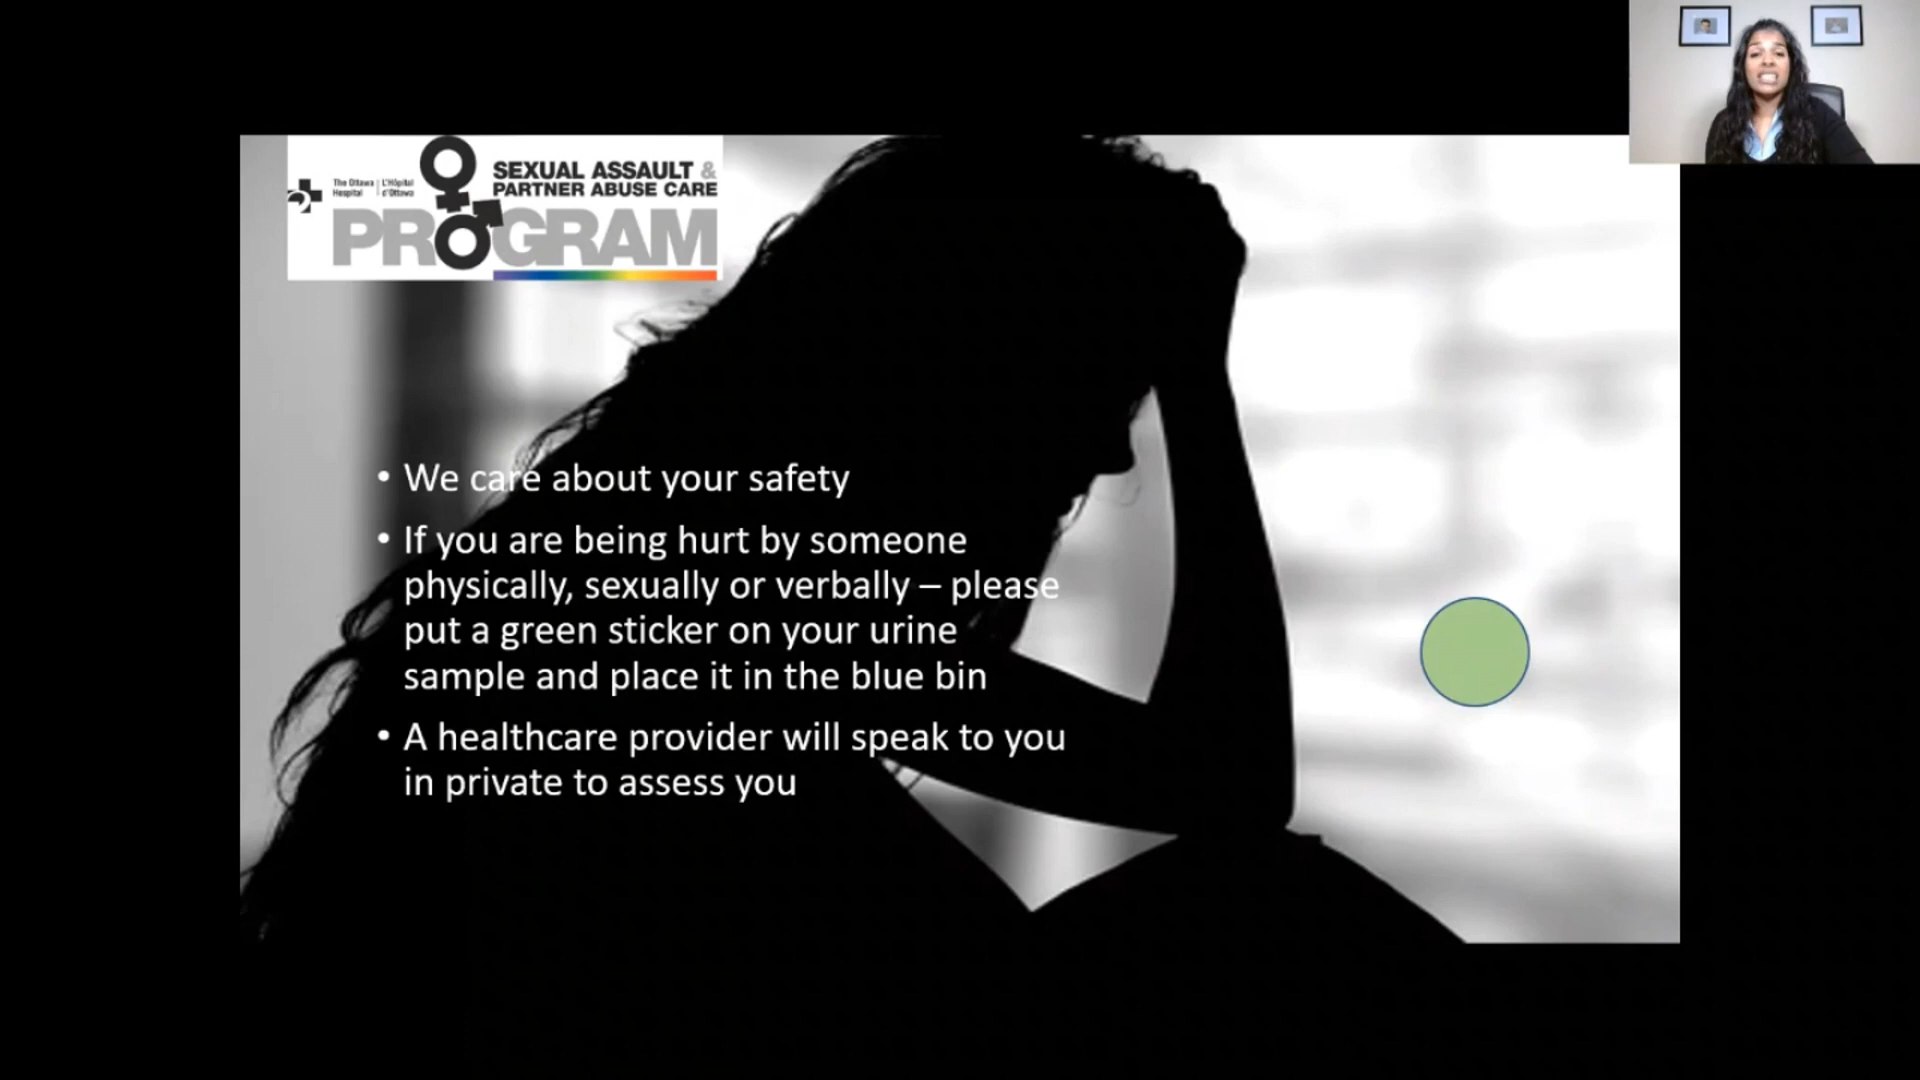 The Ottawa Hospital | L'Hôpital d'Ottawa
SEXUAL ASSAULT &
PARTNER ABUSE CARE
PROGRAM
• We care about your safety
• If you are being hurt by someone
physically, sexually or verbally – please
put a green sticker on your urine
sample and place it in the blue bin
• A healthcare provider will speak to you
in private to assess you